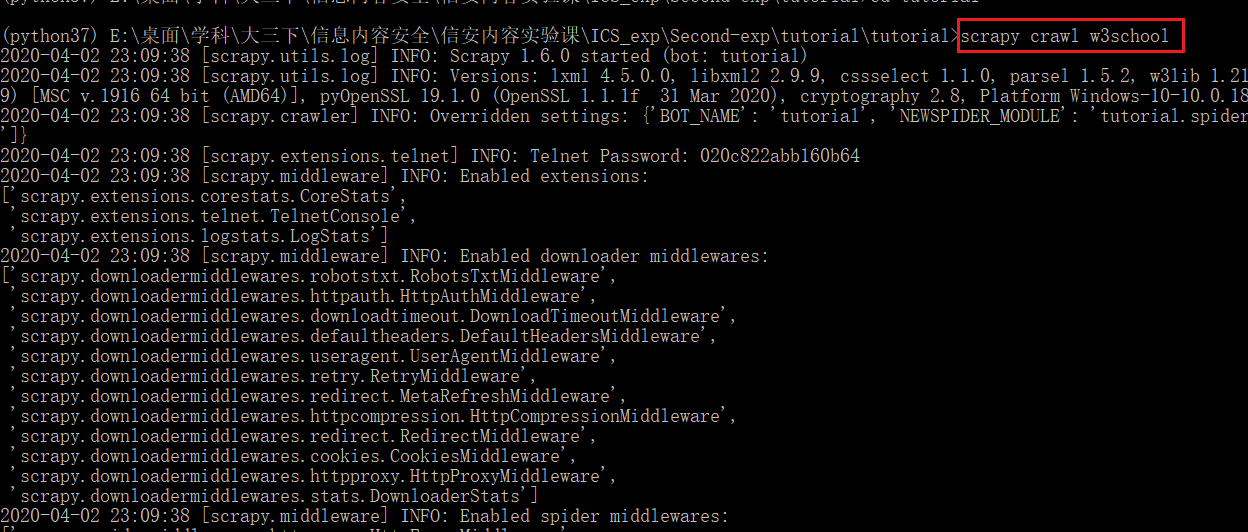 (python37) E:\桌面\学科\大三下\信息内容安全\信安内容实验课\ICS_exp\Second-exp\tutorial\tutorial>scrapy crawl w3school
2020-04-02 23:09:38 [scrapy.utils.log] INFO: Scrapy 1.6.0 started (bot: tutorial)
2020-04-02 23:09:38 [scrapy.utils.log] INFO: Versions: lxml 4.5.0.0, libxml2 2.9.9, cssselect 1.1.0, parsel 1.5.2, w3lib 1.21
9) [MSC v.1916 64 bit (AMD64)], pyOpenSSL 19.1.0 (OpenSSL 1.1.1f  31 Mar 2020), cryptography 2.8, Platform Windows-10-10.0.18
2020-04-02 23:09:38 [scrapy.crawler] INFO: Overridden settings: {'BOT_NAME': 'tutorial', 'NEWSPIDER_MODULE': 'tutorial.spider
']}
2020-04-02 23:09:38 [scrapy.extensions.telnet] INFO: Telnet Password: 020c822abb160b64
2020-04-02 23:09:38 [scrapy.middleware] INFO: Enabled extensions:
['scrapy.extensions.corestats.CoreStats',
 'scrapy.extensions.telnet.TelnetConsole',
 'scrapy.extensions.logstats.LogStats']
2020-04-02 23:09:38 [scrapy.middleware] INFO: Enabled downloader middlewares:
['scrapy.downloadermiddlewares.robotstxt.RobotsTxtMiddleware',
 'scrapy.downloadermiddlewares.httpauth.HttpAuthMiddleware',
 'scrapy.downloadermiddlewares.downloadtimeout.DownloadTimeoutMiddleware',
 'scrapy.downloadermiddlewares.defaultheaders.DefaultHeadersMiddleware',
 'scrapy.downloadermiddlewares.useragent.UserAgentMiddleware',
 'scrapy.downloadermiddlewares.retry.RetryMiddleware',
 'scrapy.downloadermiddlewares.redirect.MetaRefreshMiddleware',
 'scrapy.downloadermiddlewares.httpcompression.HttpCompressionMiddleware',
 'scrapy.downloadermiddlewares.redirect.RedirectMiddleware',
 'scrapy.downloadermiddlewares.cookies.CookiesMiddleware',
 'scrapy.downloadermiddlewares.httpproxy.HttpProxyMiddleware',
 'scrapy.downloadermiddlewares.stats.DownloaderStats']
2020-04-02 23:09:38 [scrapy.middleware] INFO: Enabled spider middlewares: